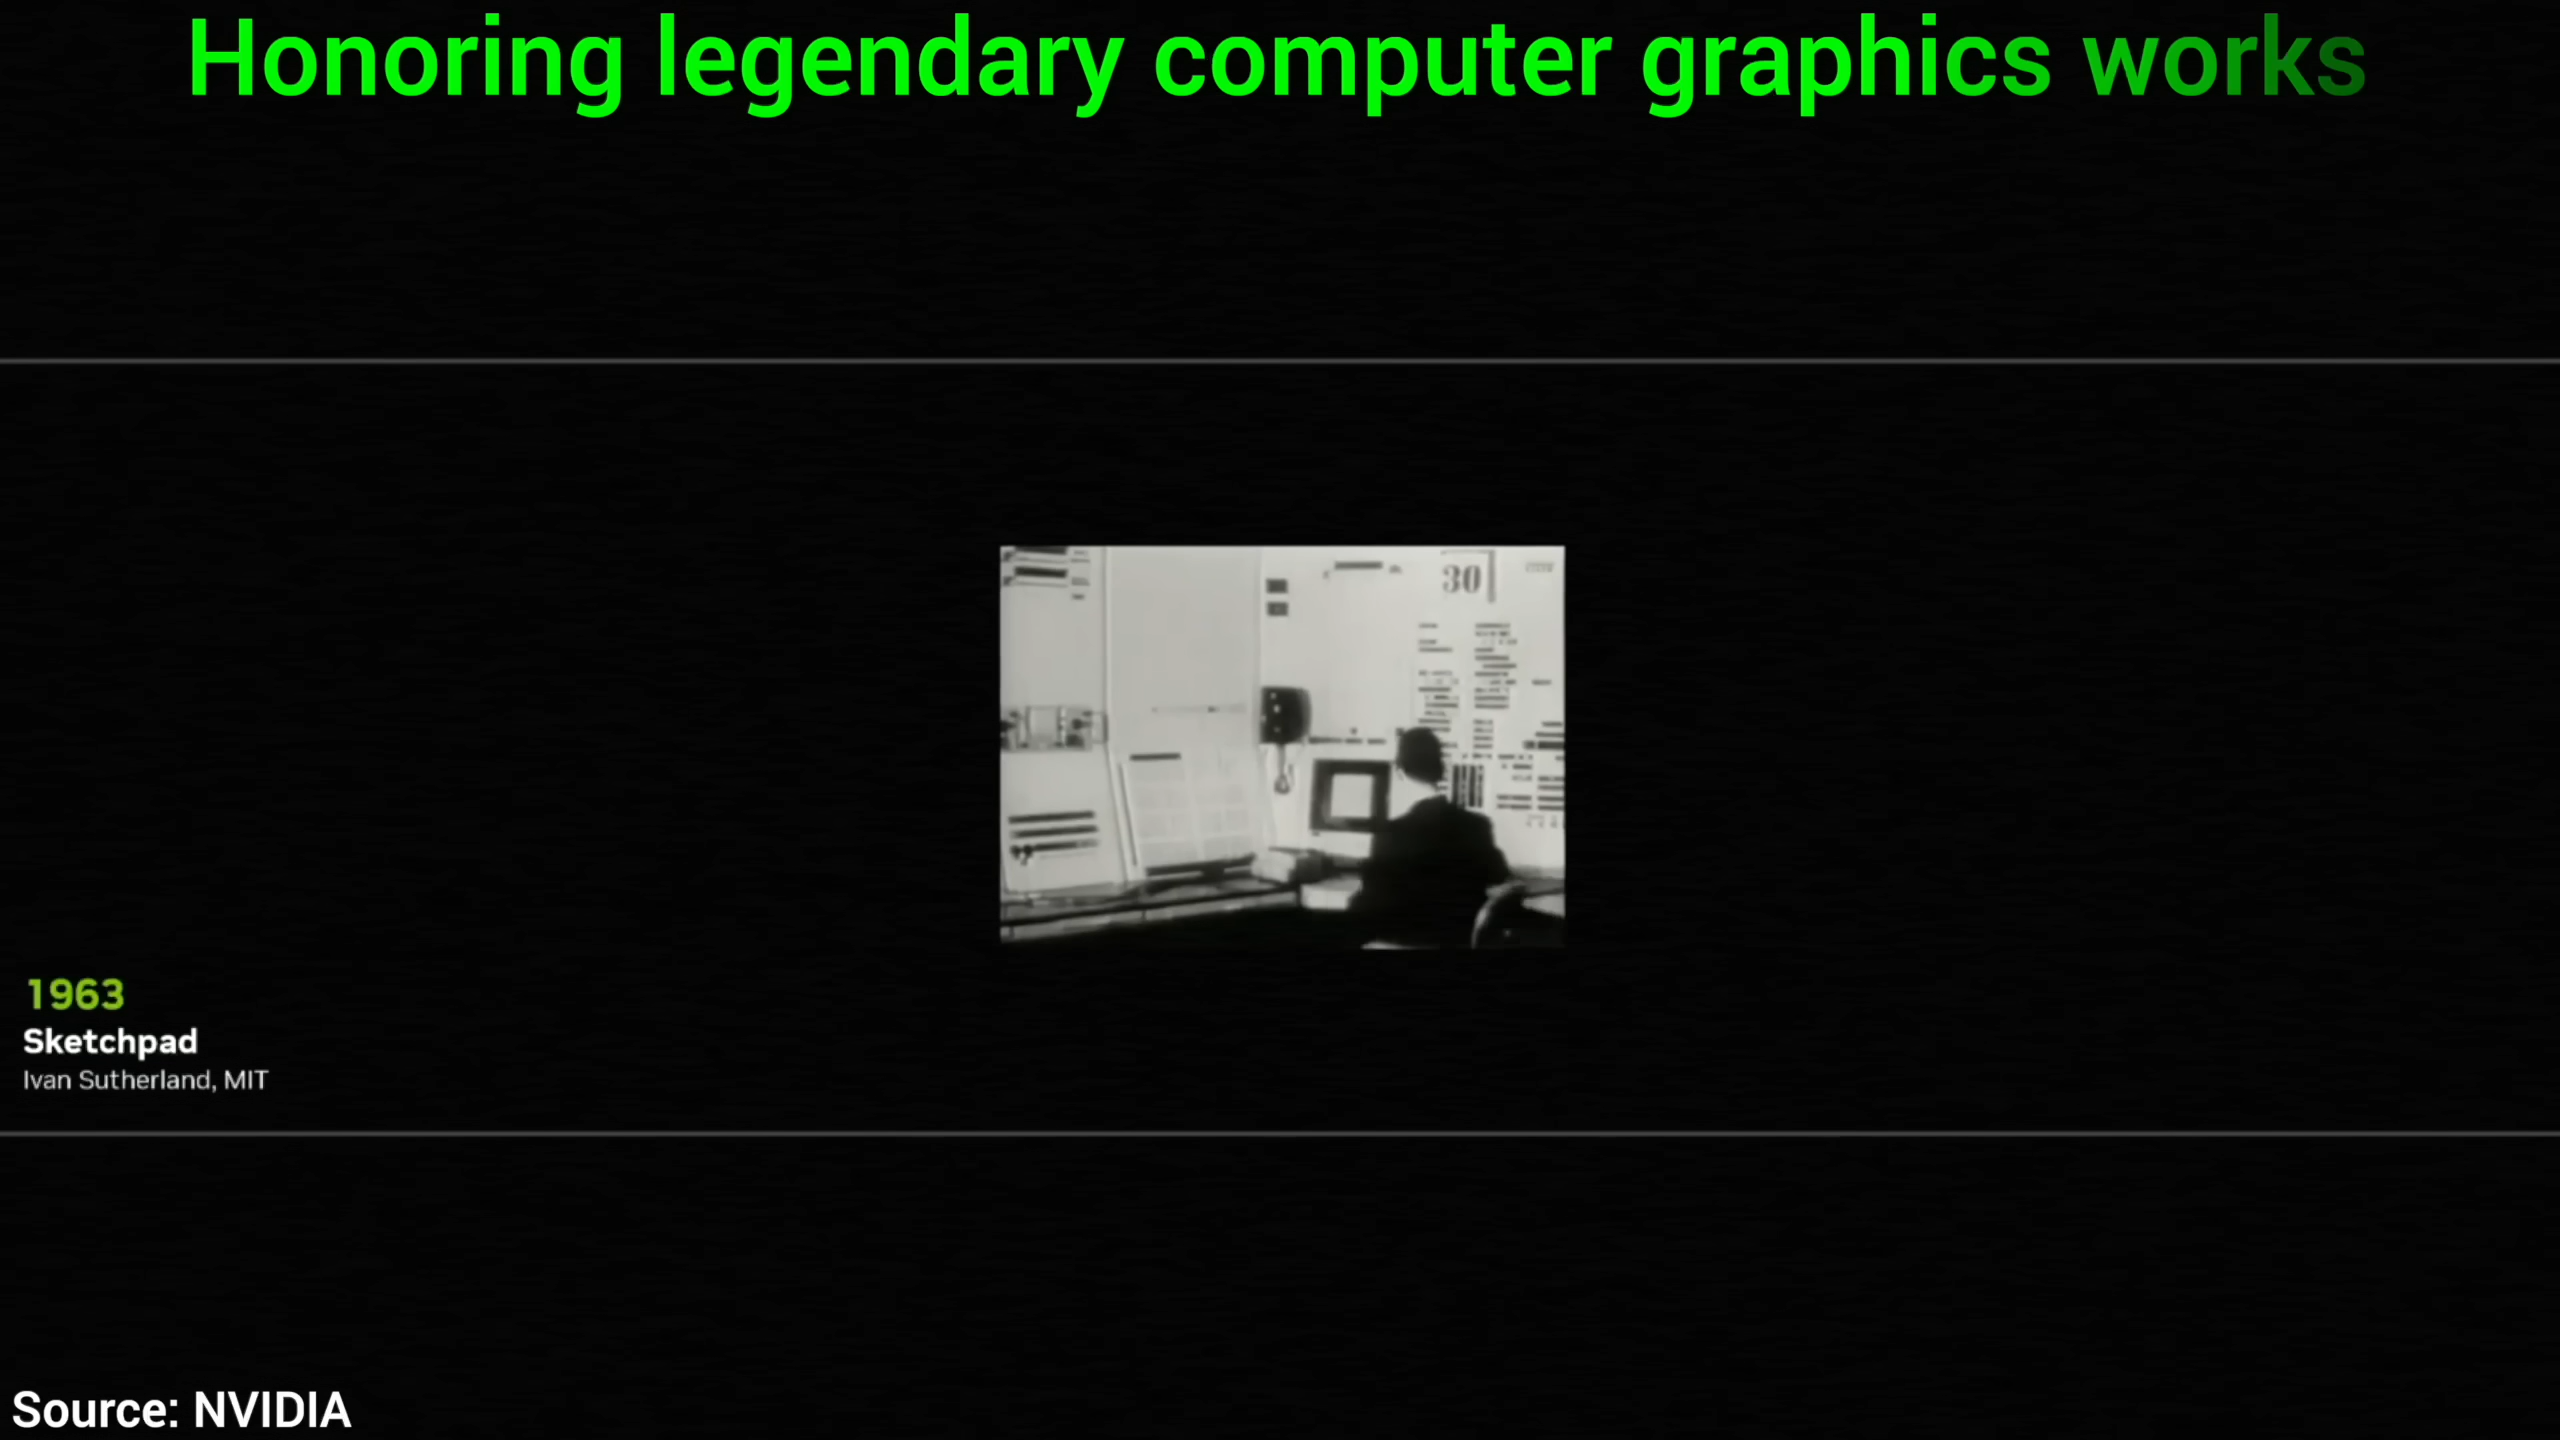 Honoring legendary computer graphics works
30
1963
Sketchpad
Ivan Sutherland, MIT
Source: NVIDIA